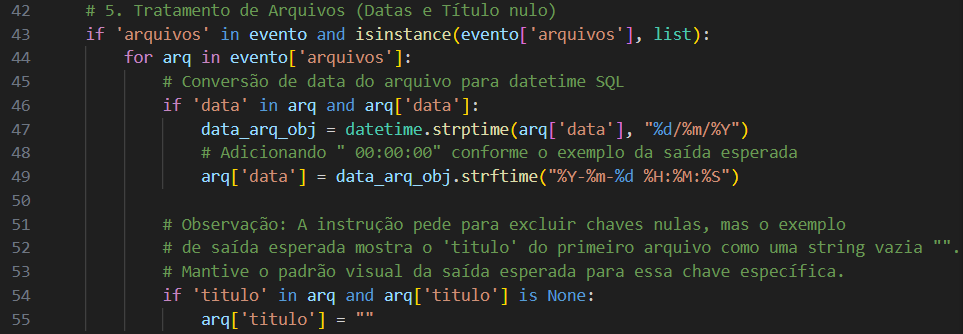 42 # 5. Tratamento de Arquivos (Datas e Título nulo)
43 if 'arquivos' in evento and isinstance(evento['arquivos'], list):
44 for arq in evento['arquivos']:
45 # Conversão de data do arquivo para datetime SQL
46 if 'data' in arq and arq['data']:
47 data_arq_obj = datetime.strptime(arq['data'], "%d/%m/%Y")
48 # Adicionando " 00:00:00" conforme o exemplo da saída esperada
49 arq['data'] = data_arq_obj.strftime("%Y-%m-%d %H:%M:%S")
50
51 # Observação: A instrução pede para excluir chaves nulas, mas o exemplo
52 # de saída esperada mostra o 'titulo' do primeiro arquivo como uma string vazia "".
53 # Mantive o padrão visual da saída esperada para essa chave específica.
54 if 'titulo' in arq and arq['titulo'] is None:
55 arq['titulo'] = ""